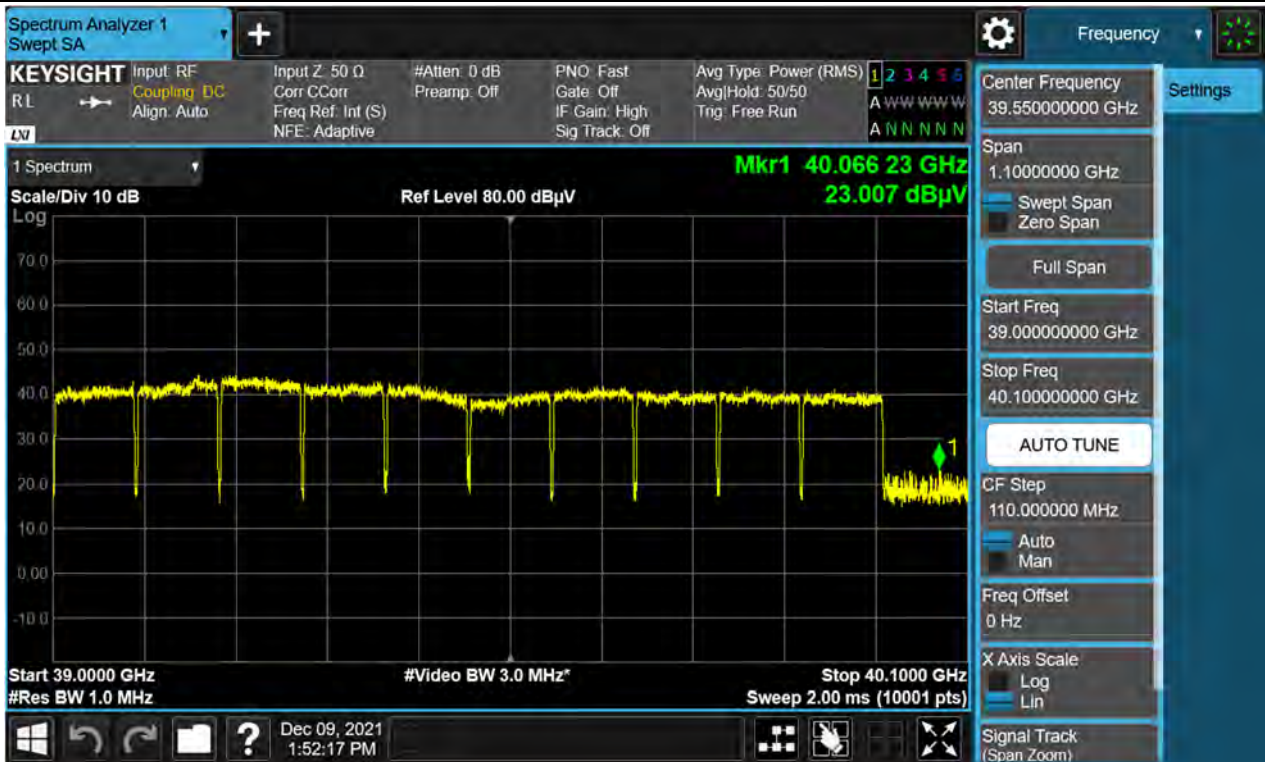 Spectrum Analyzer 1
Swept SA
+
Frequency
KEYSIGHT
RL
LXI
Input: RF
Coupling: DC
Align: Auto
Input Z: 50 Ω
Corr CCorr
Freq Ref: Int (S)
NFE: Adaptive
#Atten: 0 dB
Preamp: Off
PNO: Fast
Gate: Off
IF Gain: High
Sig Track: Off
Avg Type: Power (RMS)
Avg|Hold: 50/50
Trig: Free Run
1 2 3 4 5 6
A W W W W W
A N N N N N
1 Spectrum
Scale/Div 10 dB
Log
Ref Level 80.00 dBµV
Mkr1 40.066 23 GHz
23.007 dBµV
70.0
60.0
50.0
40.0
30.0
20.0
10.0
0.00
-10.0
1
Start 39.0000 GHz
#Res BW 1.0 MHz
#Video BW 3.0 MHz*
Stop 40.1000 GHz
Sweep 2.00 ms (10001 pts)
Center Frequency
39.550000000 GHz
Span
1.10000000 GHz
Swept Span
Zero Span
Full Span
Start Freq
39.000000000 GHz
Stop Freq
40.100000000 GHz
AUTO TUNE
CF Step
110.000000 MHz
Auto
Man
Freq Offset
0 Hz
X Axis Scale
Log
Lin
Signal Track
(Span Zoom)
Settings
?
Dec 09, 2021
1:52:17 PM